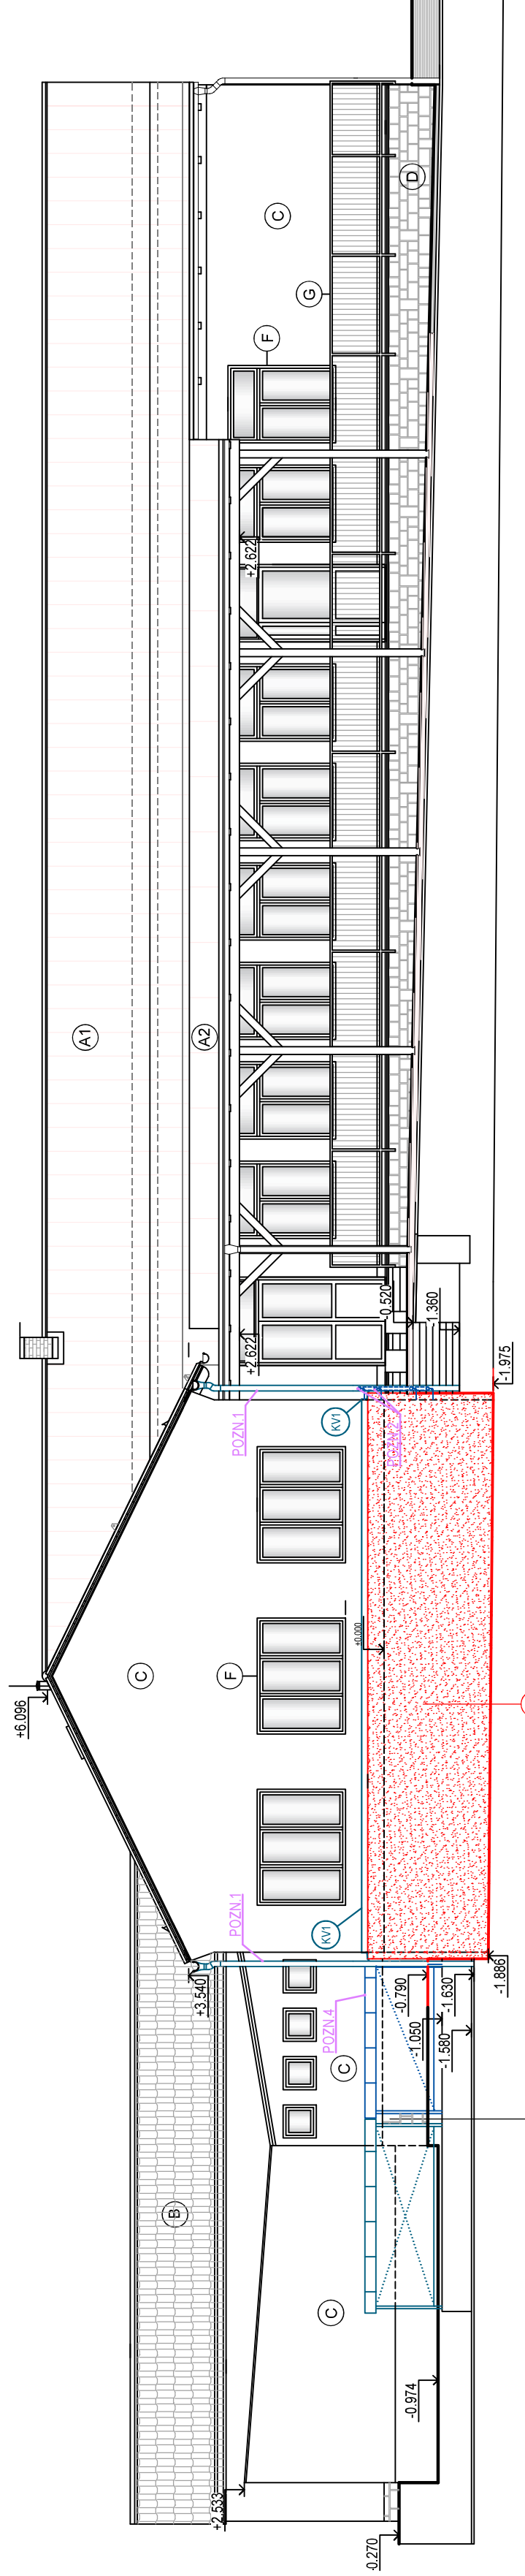 +6.096
A1
C
B
+3.540
A2
+2.533
F
POZN.1
POZN.1
+2.622
+2.622
F
C
G
KV1
POZN.4
C
KV1
C
±0.000
0.270
-0.520
-0.790
-0.974
D
-1.050
-1.360
-1.580
-1.630
-1.886
-1.975